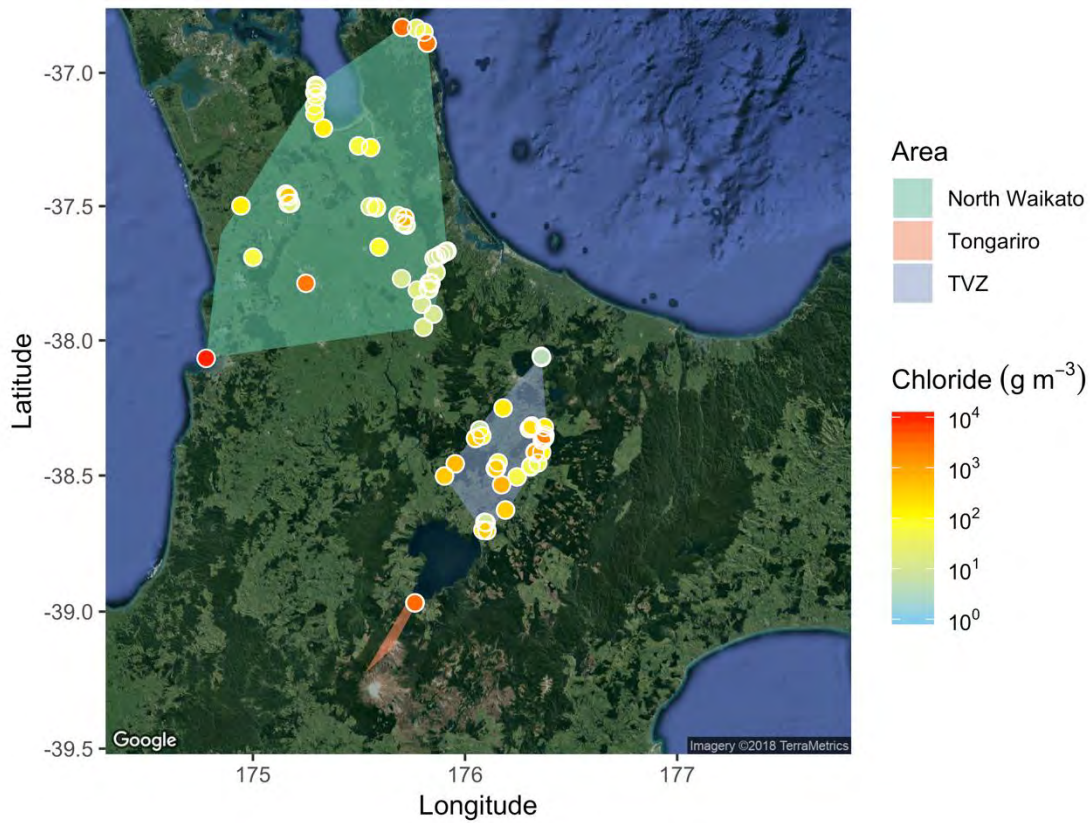 -37.0
-37.5
-38.0
-38.5
-39.0
-39.5
Latitude
Google
Imagery ©2018 TerraMetrics
175
176
177
Longitude
Area
North Waikato
Tongariro
TVZ
Chloride (g m⁻³)
10⁴
10³
10²
10¹
10⁰